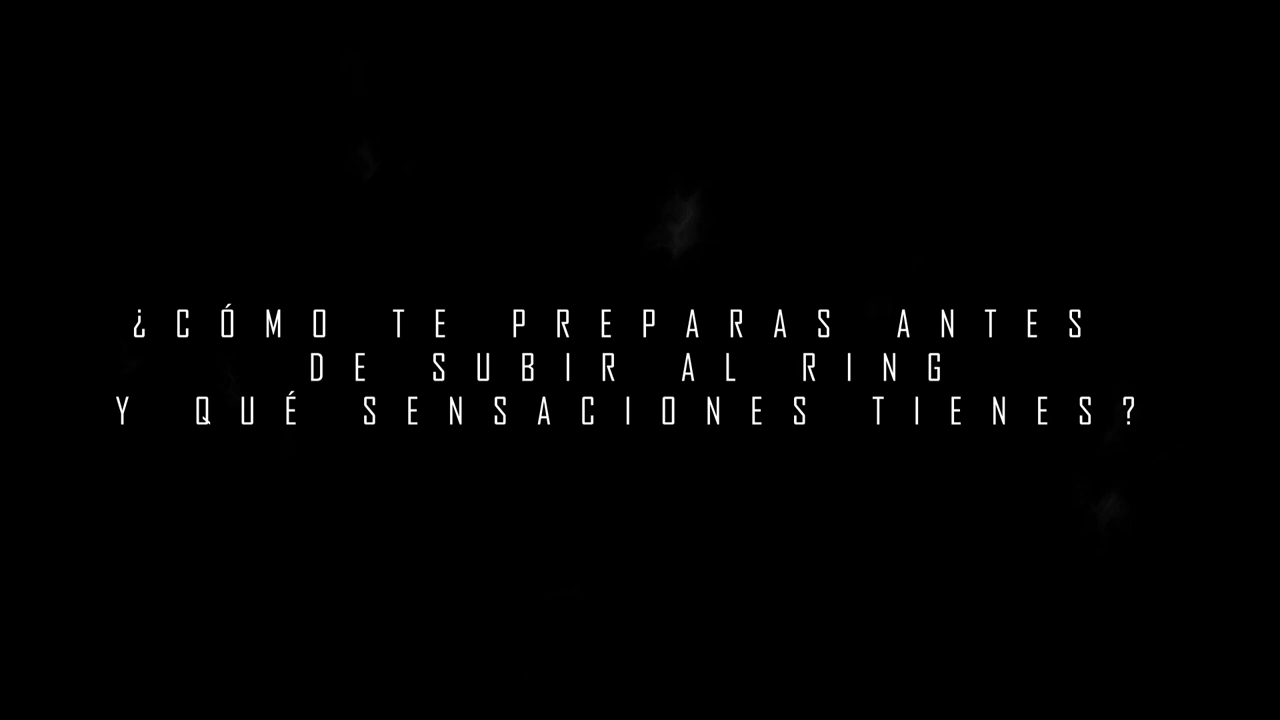 ¿CÓMO TE PREPARAS ANTES
DE SUBIR AL RING
Y QUÉ SENSACIONES TIENES?